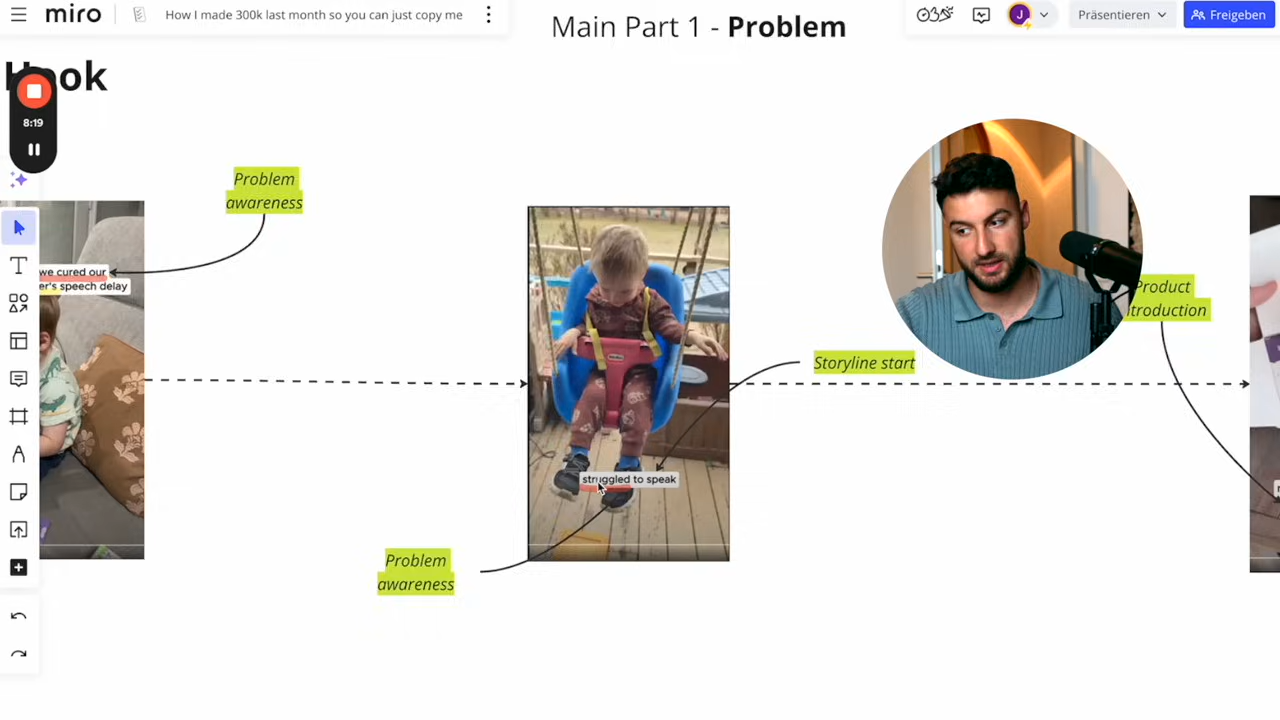 miro
How I made 300k last month so you can just copy me
Main Part 1 - Problem
J
Präsentieren
Freigeben
8:19
Problem
awareness
we cured our
er's speech delay
struggled to speak
Storyline start
Product
troduction
Problem
awareness